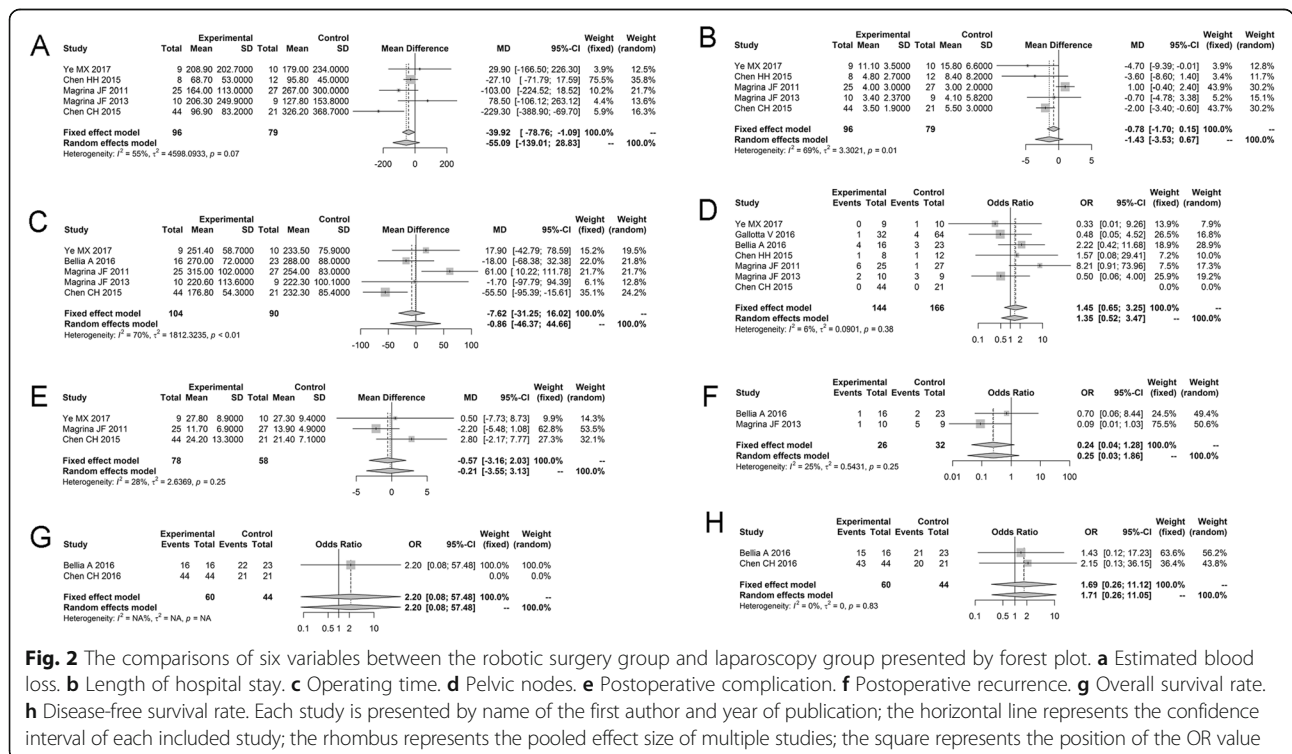 A
Experimental Control Weight Weight
Study Total Mean SD Total Mean SD Mean Difference MD 95%-CI (fixed) (random)
Ye MX 2017 9 208.90 202.7000 10 179.00 234.0000 29.90 [-166.50; 226.30] 3.9% 12.5%
Chen HH 2015 8 68.70 53.0000 12 95.80 45.0000 -27.10 [ -71.79; 17.59] 75.5% 35.8%
Magrina JF 2011 25 164.00 113.0000 27 267.00 300.0000 -103.00 [-224.52; 18.52] 10.2% 21.7%
Magrina JF 2013 10 206.30 249.9000 9 127.80 153.8000 78.50 [-106.12; 263.12] 4.4% 13.6%
Chen CH 2015 44 96.90 83.2000 21 326.20 368.7000 -229.30 [-388.90; -69.70] 5.9% 16.3%
Fixed effect model 96 79 -39.92 [ -78.76; -1.09] 100.0% --
Random effects model -55.09 [-139.01; 28.83] -- 100.0%
Heterogeneity: I² = 55%, τ² = 4598.0933, p = 0.07
-200 0 100 200
B
Experimental Control Weight Weight
Study Total Mean SD Total Mean SD Mean Difference MD 95%-CI (fixed) (random)
Ye MX 2017 9 11.10 3.5000 10 15.80 6.6000 -4.70 [-9.39; -0.01] 3.9% 12.8%
Chen HH 2015 8 4.80 2.7000 12 8.40 8.2000 -3.60 [-8.60; 1.40] 3.4% 11.7%
Magrina JF 2011 25 4.00 3.0000 27 3.00 2.0000 1.00 [-0.40; 2.40] 43.9% 30.2%
Magrina JF 2013 10 3.40 2.3700 9 4.10 5.8200 -0.70 [-4.78; 3.38] 5.2% 15.1%
Chen CH 2015 44 3.50 1.9000 21 5.50 3.0000 -2.00 [-3.40; -0.60] 43.7% 30.2%
Fixed effect model 96 79 -0.78 [-1.70; 0.15] 100.0% --
Random effects model -1.43 [-3.53; 0.67] -- 100.0%
Heterogeneity: I² = 69%, τ² = 3.3021, p = 0.01
-5 0 5
C
Experimental Control Weight Weight
Study Total Mean SD Total Mean SD Mean Difference MD 95%-CI (fixed) (random)
Ye MX 2017 9 251.40 58.7000 10 233.50 75.9000 17.90 [-42.79; 78.59] 15.2% 19.5%
Bellia A 2016 16 270.00 72.0000 23 288.00 88.0000 -18.00 [-68.38; 32.38] 22.0% 21.8%
Magrina JF 2011 25 315.00 102.0000 27 254.00 83.0000 61.00 [ 10.22; 111.78] 21.7% 21.7%
Magrina JF 2013 10 220.60 113.6000 9 222.30 100.1000 -1.70 [-97.79; 94.39] 6.1% 12.8%
Chen CH 2015 44 176.80 54.3000 21 232.30 85.4000 -55.50 [-95.39; -15.61] 35.1% 24.2%
Fixed effect model 104 90 -7.62 [-31.25; 16.02] 100.0% --
Random effects model -0.86 [-46.37; 44.66] -- 100.0%
Heterogeneity: I² = 70%, τ² = 1812.3235, p < 0.01
-100 -50 0 50 100
D
Experimental Control Weight Weight
Study Events Total Events Total Odds Ratio OR 95%-CI (fixed) (random)
Ye MX 2017 0 9 1 10 0.33 [0.01; 9.26] 13.9% 7.9%
Gallotta V 2016 1 32 4 64 0.48 [0.05; 4.52] 16.8% 16.8%
Bellia A 2016 4 16 3 23 2.22 [0.42; 11.68] 18.9% 28.9%
Chen HH 2015 1 8 1 12 1.57 [0.08; 29.41] 7.2% 10.0%
Magrina JF 2011 6 25 1 27 8.21 [0.91; 73.96] 7.5% 17.3%
Magrina JF 2013 2 10 3 9 0.50 [0.06; 4.00] 25.9% 19.2%
Chen CH 2015 0 44 0 21 0.0% 0.0%
Fixed effect model 144 166 1.45 [0.65; 3.25] 100.0% --
Random effects model 1.35 [0.52; 3.47] -- 100.0%
Heterogeneity: I² = 6%, τ² = 0.0901, p = 0.38
0.1 0.5 1 2 10
E
Experimental Control Weight Weight
Study Total Mean SD Total Mean SD Mean Difference MD 95%-CI (fixed) (random)
Ye MX 2017 9 27.80 8.9000 10 27.30 9.4000 0.50 [-7.73; 8.73] 9.9% 14.3%
Magrina JF 2011 25 11.70 6.9000 27 13.90 4.9000 -2.20 [-5.48; 1.08] 62.8% 53.5%
Chen CH 2015 44 24.20 13.3000 21 21.40 7.1000 2.80 [-2.17; 7.77] 27.3% 32.1%
Fixed effect model 78 58 -0.57 [-3.16; 2.03] 100.0% --
Random effects model -0.21 [-3.55; 3.13] -- 100.0%
Heterogeneity: I² = 28%, τ² = 2.6369, p = 0.25
-5 0 5
F
Experimental Control Weight Weight
Study Events Total Events Total Odds Ratio OR 95%-CI (fixed) (random)
Bellia A 2016 1 16 2 23 0.70 [0.06; 8.44] 24.5% 49.4%
Magrina JF 2013 1 10 5 9 0.09 [0.01; 1.03] 75.5% 50.6%
Fixed effect model 26 32 0.24 [0.04; 1.28] 100.0% --
Random effects model 0.25 [0.03; 1.86] -- 100.0%
Heterogeneity: I² = 25%, τ² = 0.5431, p = 0.25
0.01 0.1 1 10 100
G
Experimental Control Weight Weight
Study Events Total Events Total Odds Ratio OR 95%-CI (fixed) (random)
Bellia A 2016 16 16 22 23 2.20 [0.08; 57.48] 100.0% 100.0%
Chen CH 2016 44 44 21 21 0.0% 0.0%
Fixed effect model 60 44 2.20 [0.08; 57.48] 100.0% --
Random effects model 2.20 [0.08; 57.48] -- 100.0%
Heterogeneity: I² = NA%, τ² = NA, p = NA
0.1 0.5 1 2 10
H
Experimental Control Weight Weight
Study Events Total Events Total Odds Ratio OR 95%-CI (fixed) (random)
Bellia A 2016 15 16 21 23 1.43 [0.12; 17.23] 63.6% 56.2%
Chen CH 2016 43 44 20 21 2.15 [0.13; 36.15] 36.4% 43.8%
Fixed effect model 60 44 1.69 [0.26; 11.12] 100.0% --
Random effects model 1.71 [0.26; 11.05] -- 100.0%
Heterogeneity: I² = 0%, τ² = 0, p = 0.83
0.1 0.5 1 2 10
Fig. 2 The comparisons of six variables between the robotic surgery group and laparoscopy group presented by forest plot. a Estimated blood
loss. b Length of hospital stay. c Operating time. d Pelvic nodes. e Postoperative complication. f Postoperative recurrence. g Overall survival rate.
h Disease-free survival rate. Each study is presented by name of the first author and year of publication; the horizontal line represents the confidence
interval of each included study; the rhombus represents the pooled effect size of multiple studies; the square represents the position of the OR value